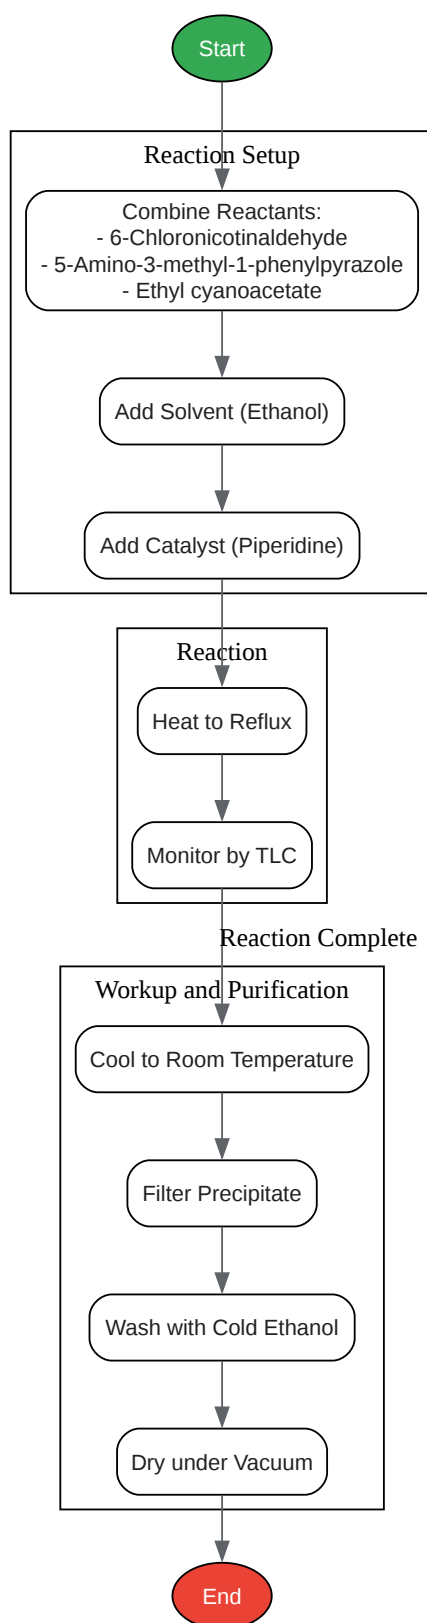 Start
Reaction Setup
Combine Reactants:
- 6-Chloronicotinaldehyde
- 5-Amino-3-methyl-1-phenylpyrazole
- Ethyl cyanoacetate
Add Solvent (Ethanol)
Add Catalyst (Piperidine)
Reaction
Heat to Reflux
Monitor by TLC
Reaction Complete
Workup and Purification
Cool to Room Temperature
Filter Precipitate
Wash with Cold Ethanol
Dry under Vacuum
End